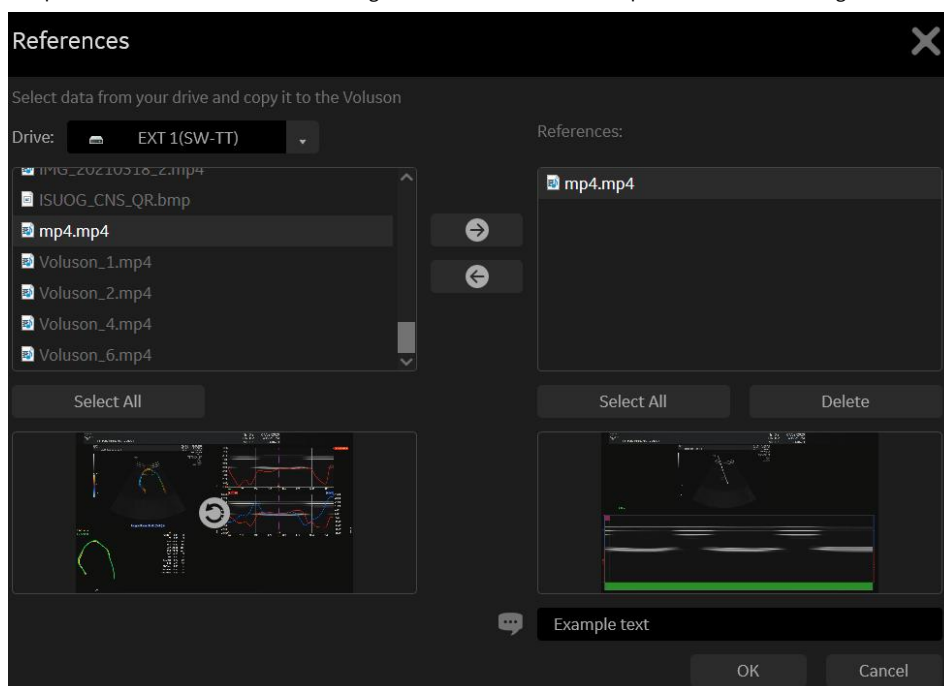 References
Select data from your drive and copy it to the Voluson
Drive: EXT 1(SW-TT)
References:
IMG_20210518_2.mp4
ISUOG_CNS_QR.bmp
mp4.mp4
Voluson_1.mp4
Voluson_2.mp4
Voluson_4.mp4
Voluson_6.mp4
mp4.mp4
Select All
Select All
Delete
Example text
OK
Cancel